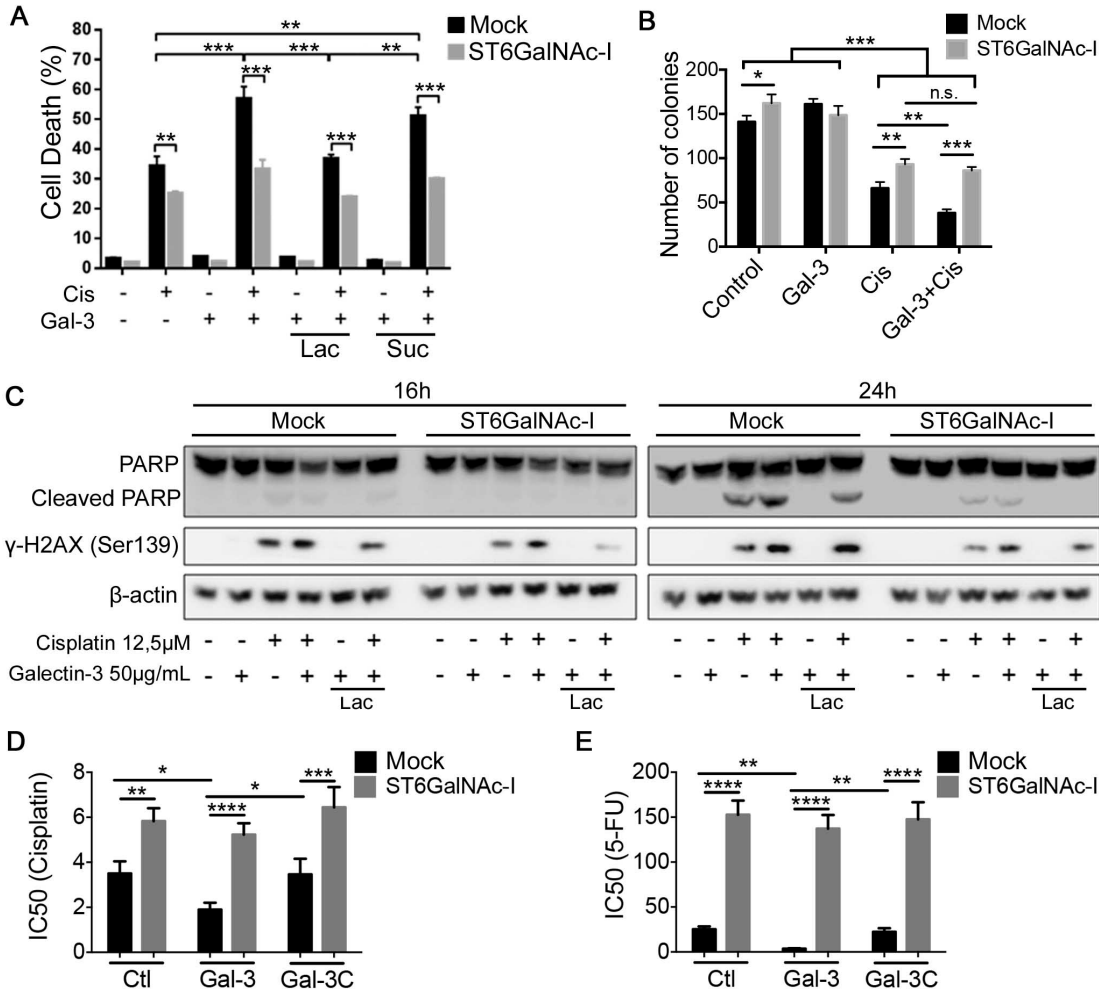 A
Mock
ST6GalNAc-I
**
*** *** **
*** ***
** ***
Cell Death (%)
80
70
60
50
40
30
20
10
0
Cis - + - + - + - +
Gal-3 - - + + + + + +
Lac Suc
B
Mock
ST6GalNAc-I
***
* n.s.
**
** ***
Number of colonies
200
150
100
50
0
Control Gal-3 Cis Gal-3+Cis
C
16h 24h
Mock ST6GalNAc-I Mock ST6GalNAc-I
PARP
Cleaved PARP
γ-H2AX (Ser139)
β-actin
Cisplatin 12,5µM - - + + - + - - + + - + - - + + - + - - + + - +
Galectin-3 50µg/mL - + - + + + - + - + + + - + - + + + - + - + + +
Lac Lac Lac Lac
D
Mock
ST6GalNAc-I
* ***
** **** *
IC50 (Cisplatin)
8
6
4
2
0
Ctl Gal-3 Gal-3C
E
Mock
ST6GalNAc-I
** ** ****
**** ****
IC50 (5-FU)
200
150
100
50
0
Ctl Gal-3 Gal-3C